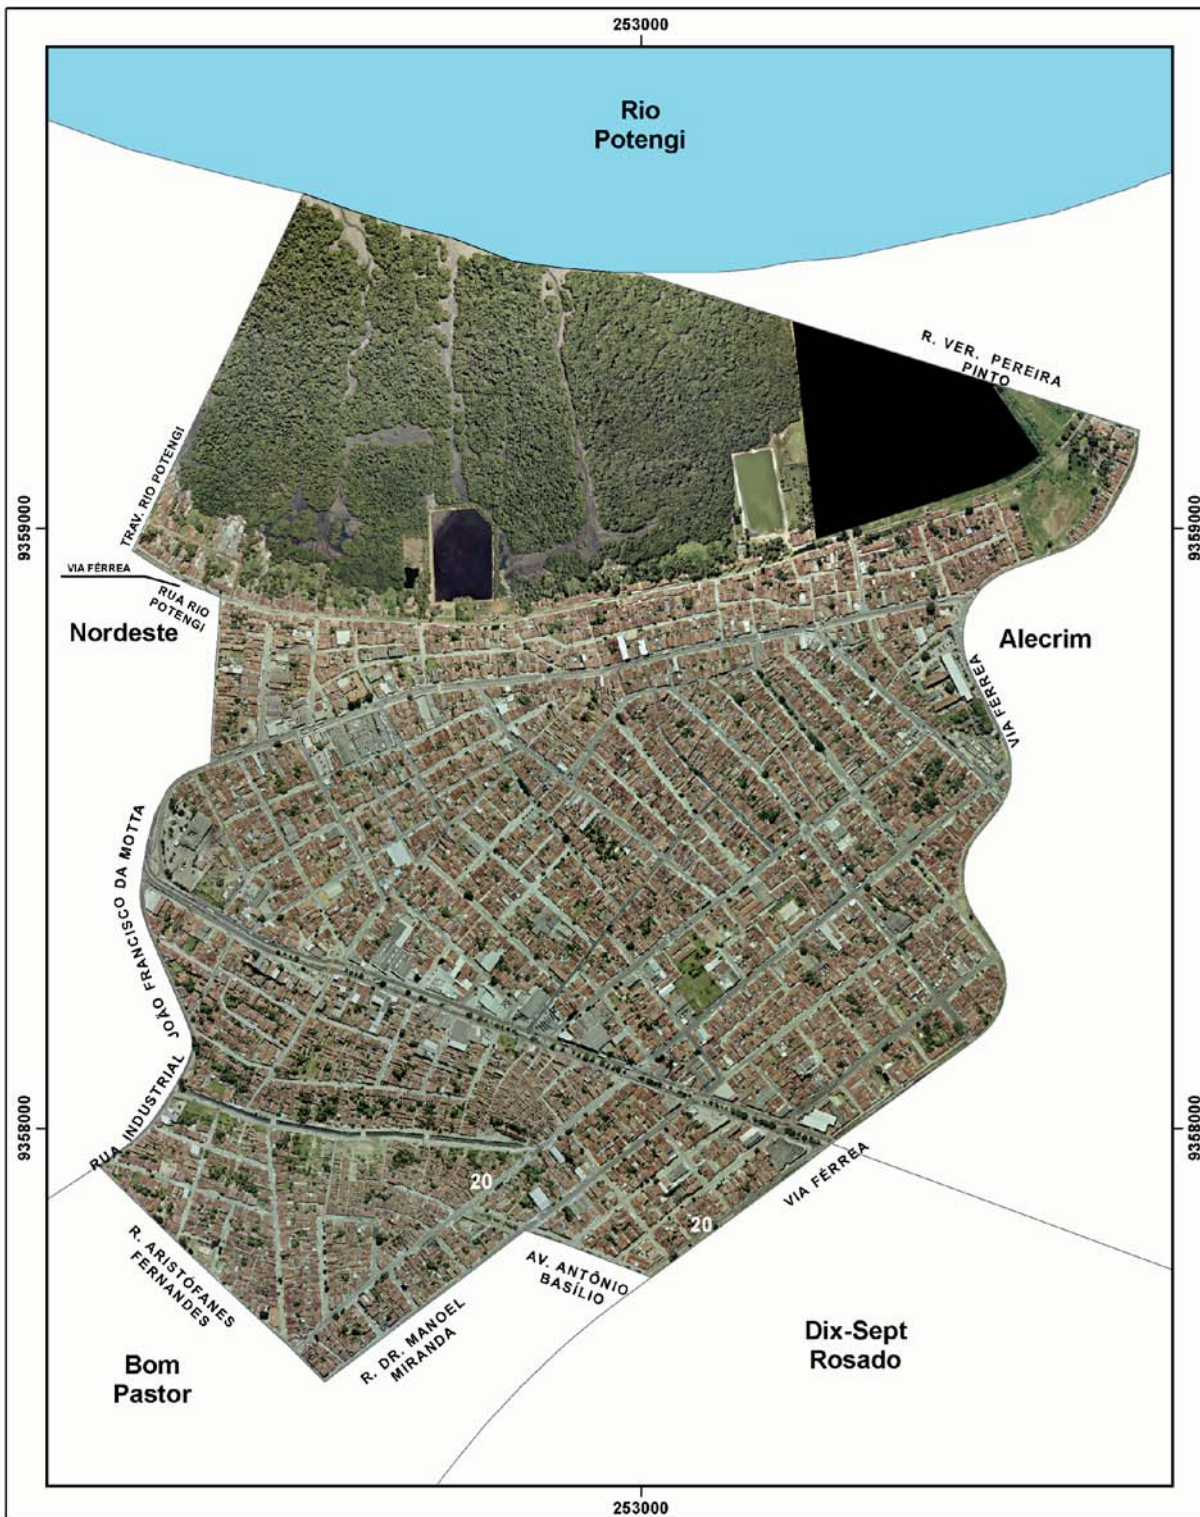 253000
Rio
Potengi
R. VER. PEREIRA
PINTO
TRAV. RIO POTENGI
9359000
9359000
VIA FÉRREA
RUA RIO
POTENGI
Nordeste
Alecrim
VIA FERREA
JOÃO FRANCISCO DA MOTTA
RUA INDUSTRIAL
9358000
9358000
20
20
VIA FÉRREA
R. ARISTÓFANES
FERNANDES
AV. ANTÔNIO
BASÍLIO
R. DR. MANOEL
MIRANDA
Bom
Pastor
Dix-Sept
Rosado
253000